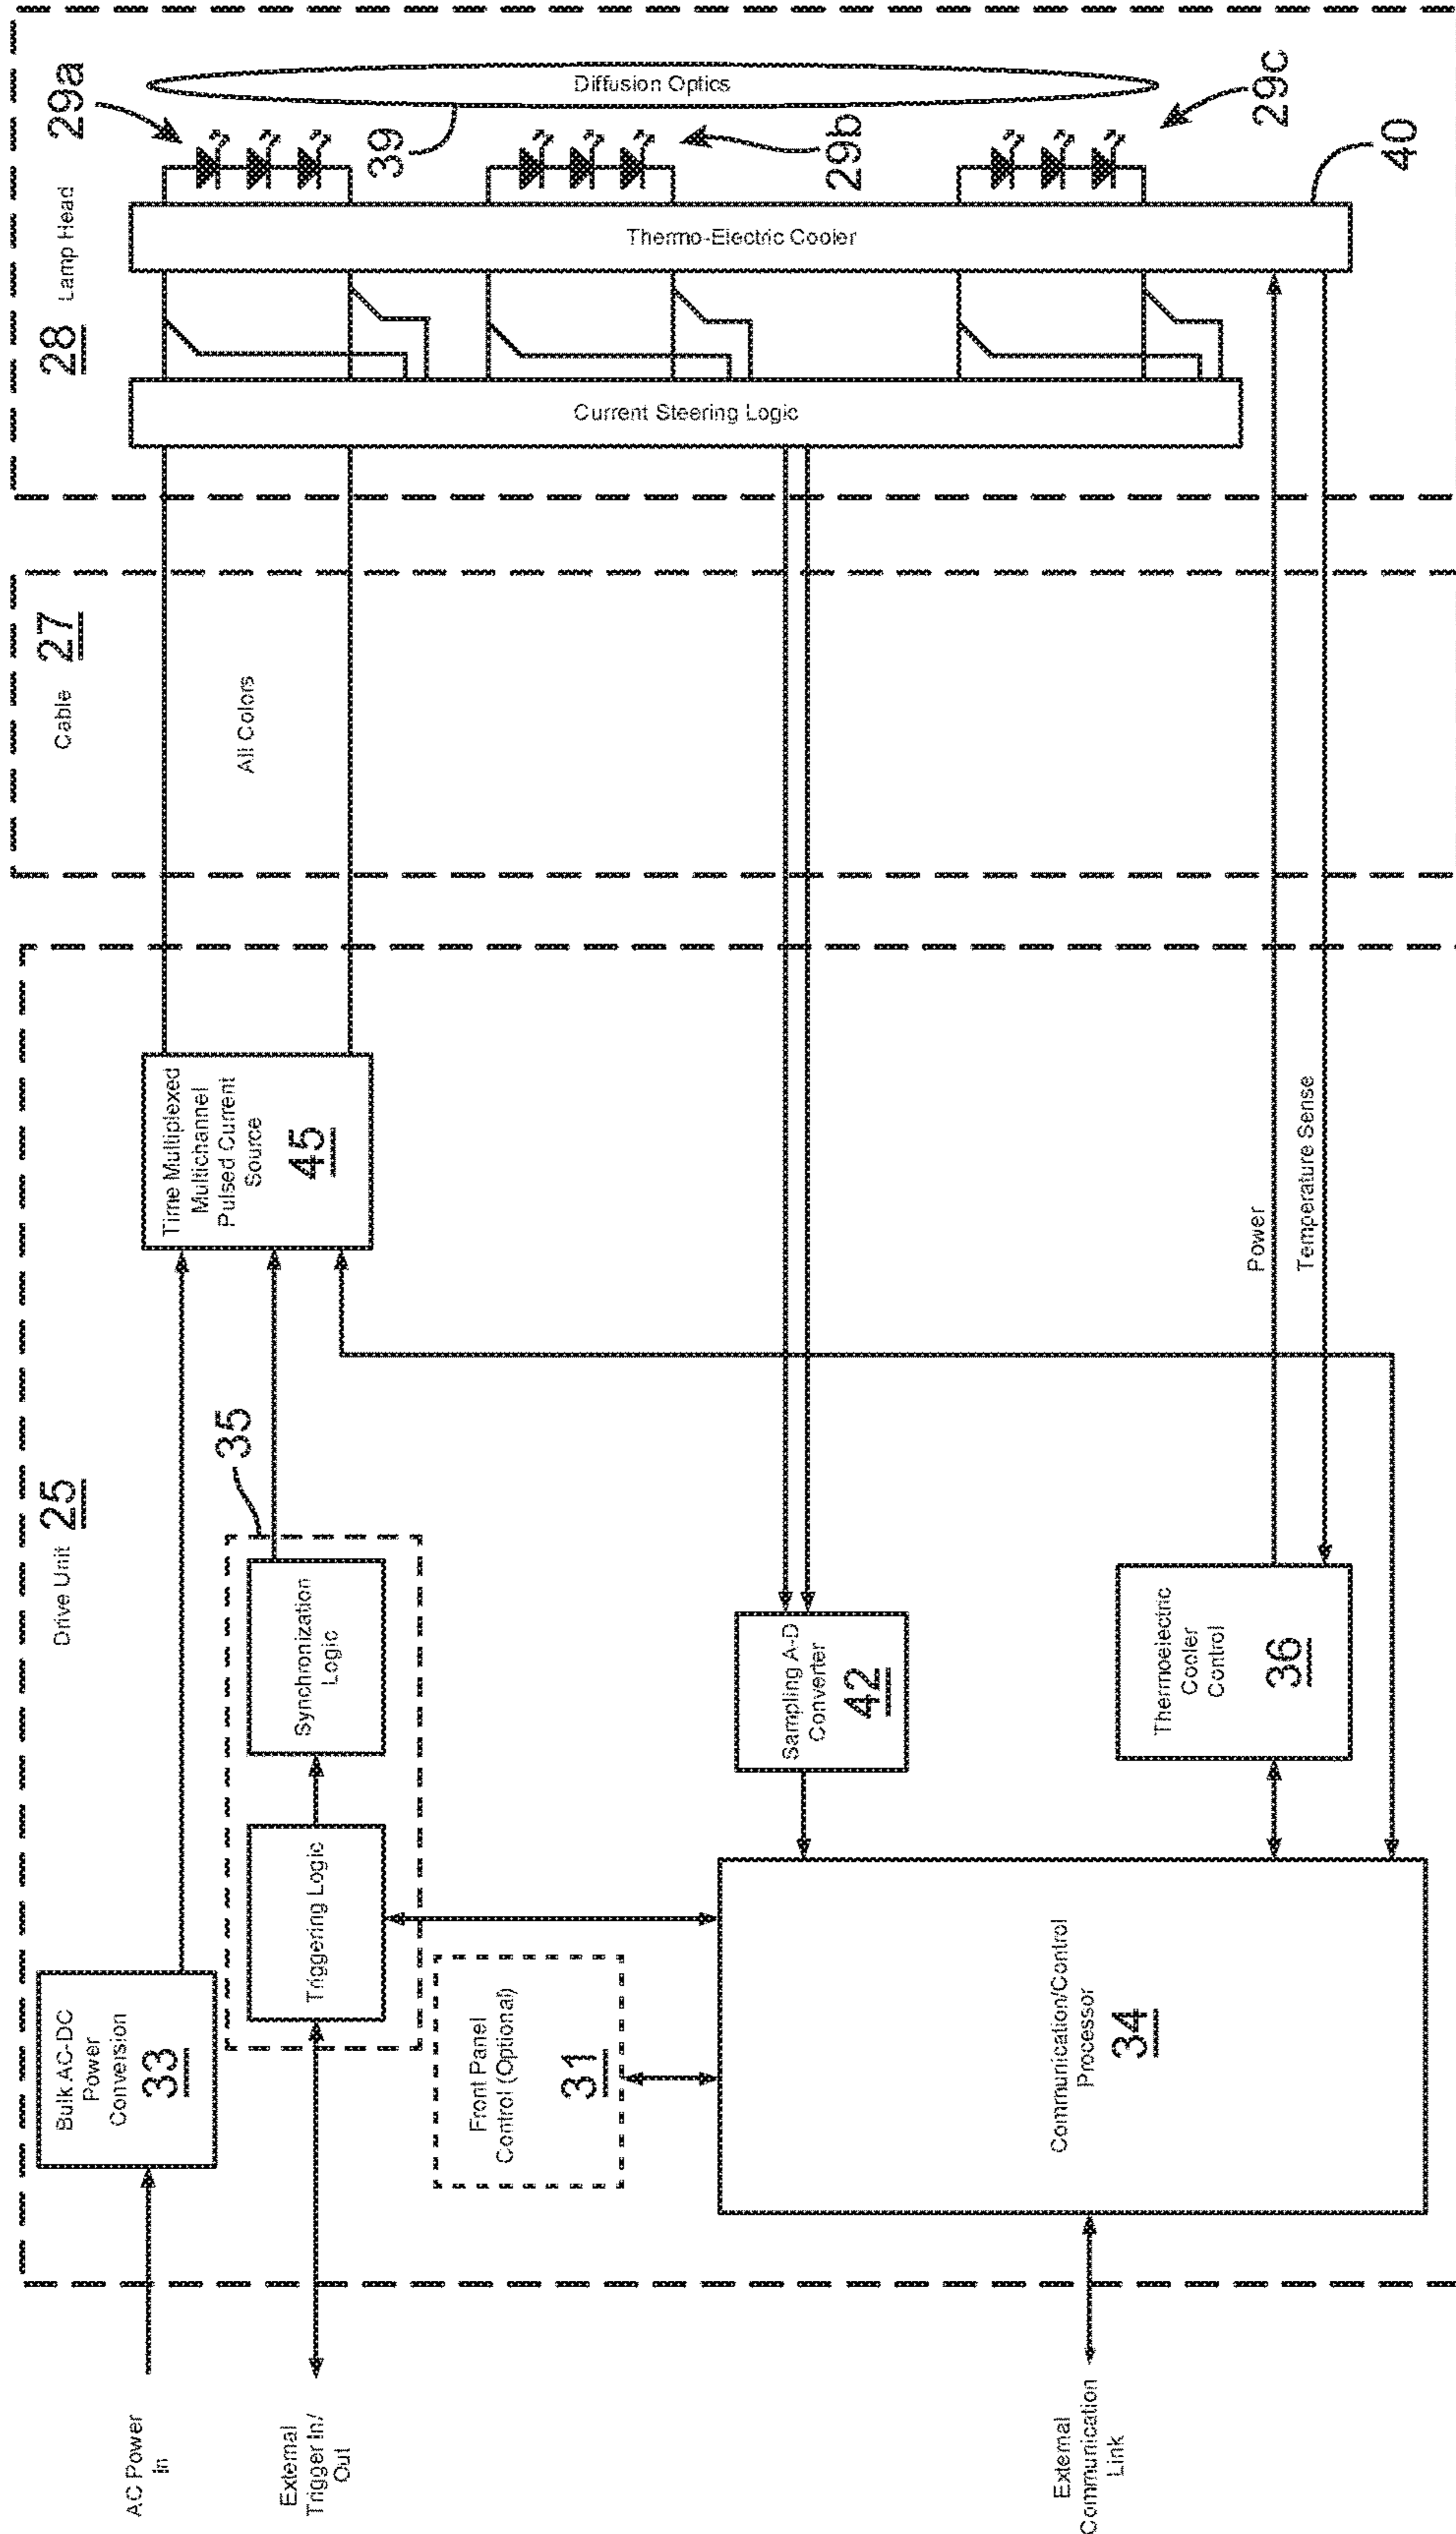 Drive Unit 25
Cable 27
28 Lamp Head
AC Power
In
Bulk AC-DC
Power
Conversion
33
External
Trigger In/
Out
Triggering Logic
Synchronization
Logic
35
Time Multiplexed
Multichannel
Pulsed Current
Source
45
All Colors
29a
39
Diffusion Optics
29b
29c
Thermo-Electric Cooler
40
Current Steering Logic
Front Panel
Control (Optional)
31
Sampling A-D
Converter
42
External
Communication
Link
Communication/Control
Processor
34
Thermoelectric
Cooler
Control
36
Power
Temperature Sense